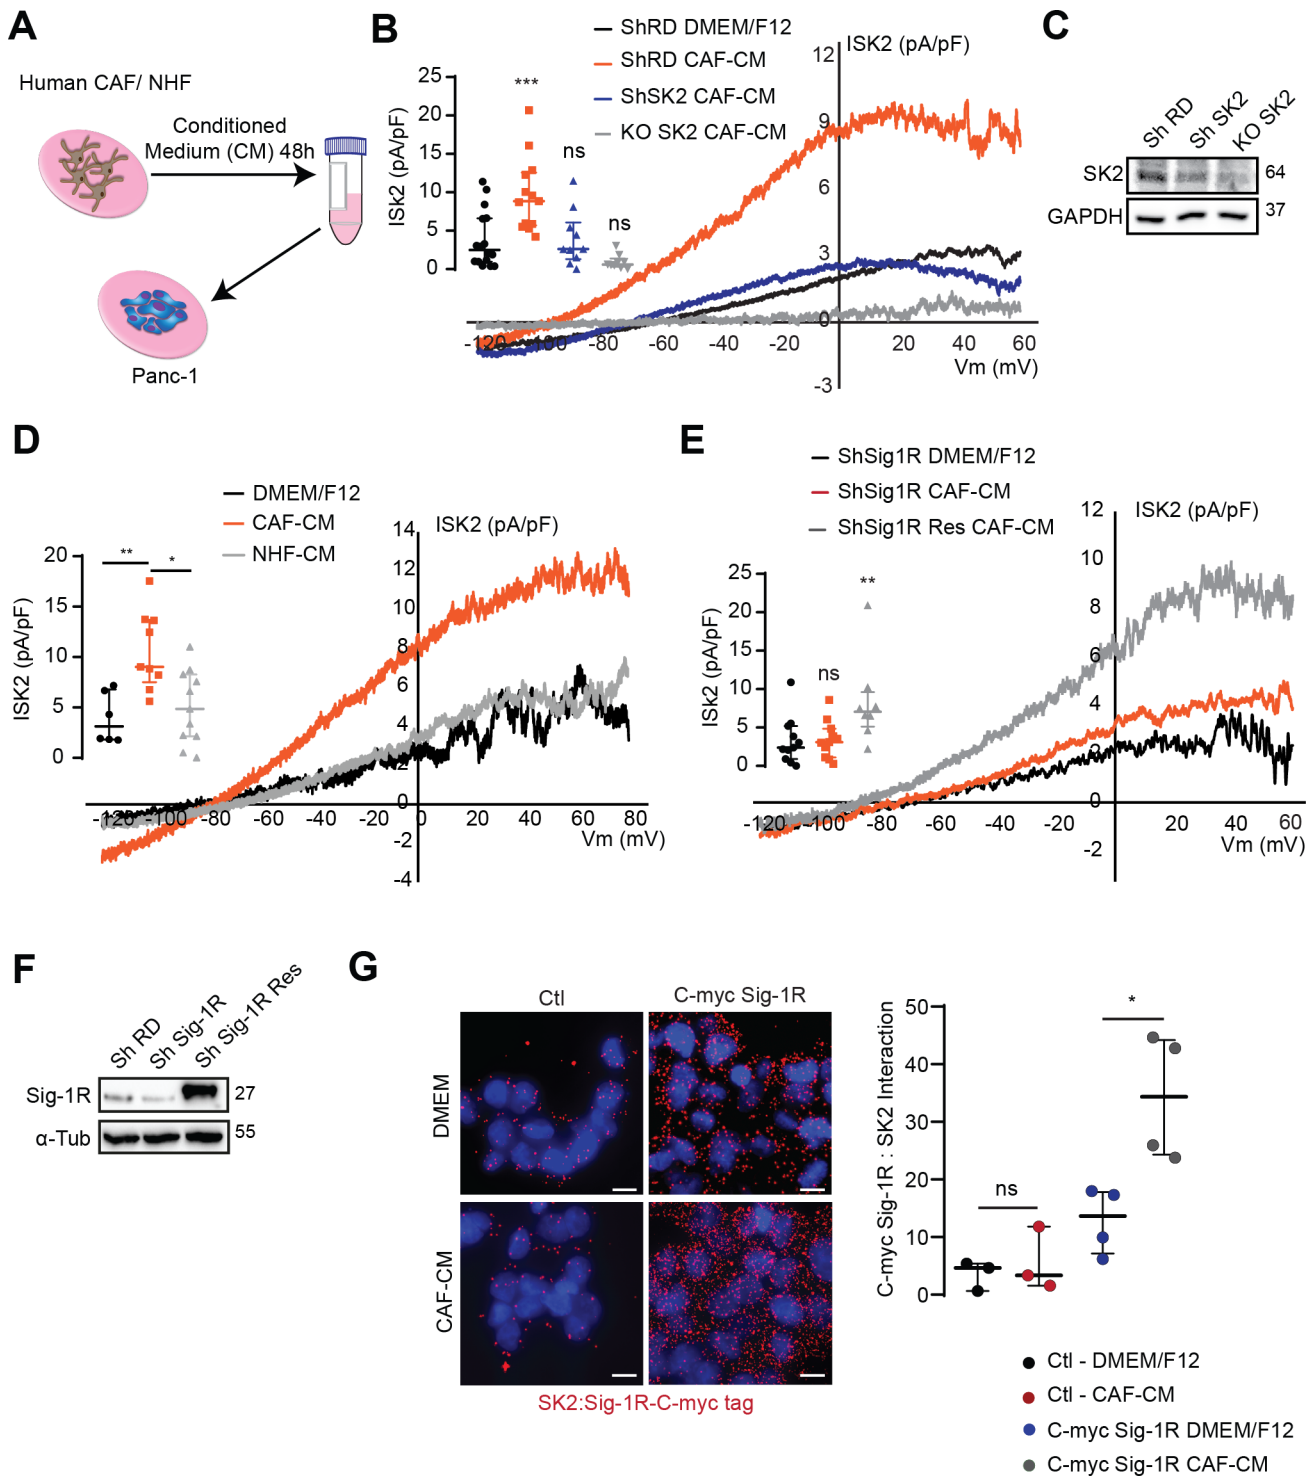 A
Human CAF/ NHF
Conditioned
Medium (CM) 48h
Panc-1
B
ShRD DMEM/F12
ShRD CAF-CM
ShSK2 CAF-CM
KO SK2 CAF-CM
ISk2 (pA/pF)
25
20
15
10
5
0
***
ns
ns
ISK2 (pA/pF)
12
9
6
3
0
-3
-120
-100
-80
-60
-40
-20
20
40
60
Vm (mV)
C
Sh RD
Sh SK2
KO SK2
SK2
64
GAPDH
37
D
DMEM/F12
CAF-CM
NHF-CM
ISK2 (pA/pF)
20
15
10
5
0
**
*
ISK2 (pA/pF)
14
12
10
8
6
4
2
0
-2
-4
-120
-100
-80
-60
-40
-20
0
20
40
60
80
Vm (mV)
E
ShSig1R DMEM/F12
ShSig1R CAF-CM
ShSig1R Res CAF-CM
ISk2 (pA/pF)
25
20
15
10
5
0
ns
**
ISK2 (pA/pF)
12
10
8
6
4
2
0
-2
-120
-100
-80
-60
-40
-20
20
40
60
Vm (mV)
F
Sh RD
Sh Sig-1R
Sh Sig-1R Res
Sig-1R
27
α-Tub
55
G
Ctl
C-myc Sig-1R
DMEM
CAF-CM
SK2:Sig-1R-C-myc tag
C-myc Sig-1R : SK2 Interaction
50
40
30
20
10
0
ns
*
Ctl - DMEM/F12
Ctl - CAF-CM
C-myc Sig-1R DMEM/F12
C-myc Sig-1R CAF-CM